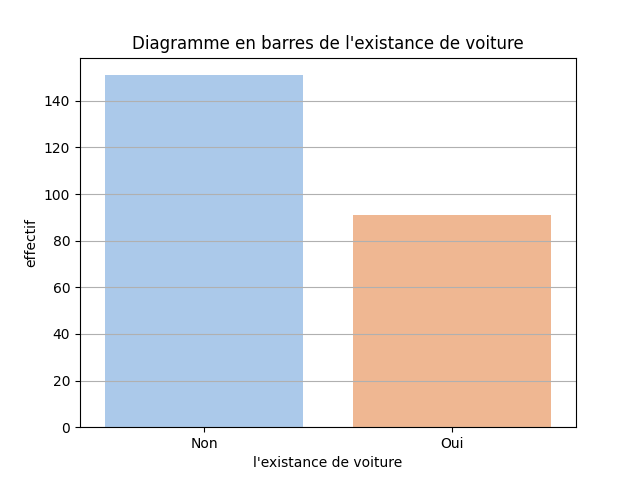 Diagramme en barres de l'existance de voiture
140
120
100
80
60
40
20
0
effectif
Non
Oui
l'existance de voiture